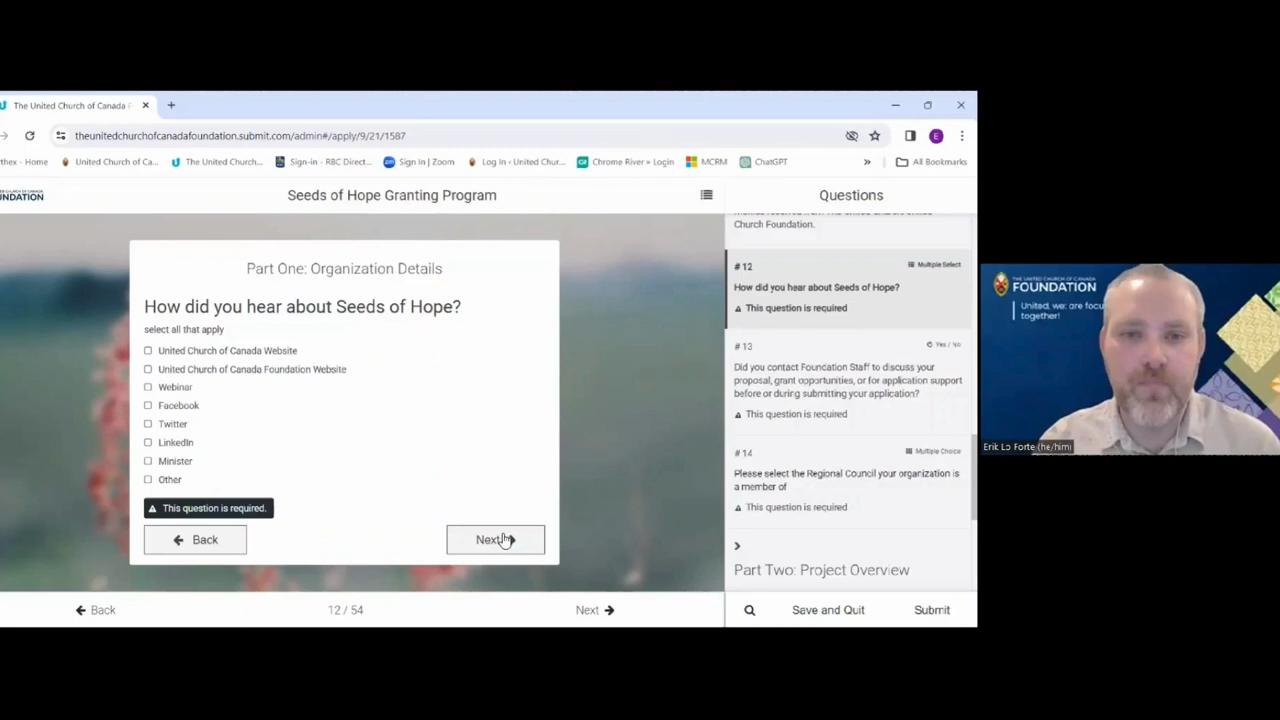 The United Church of Canada F
theunitedchurchofcanadafoundation.submit.com/admin#/apply/9/21/1587
rthex - Home
United Church of Ca...
The United Church...
Sign-in - RBC Direct...
Sign In | Zoom
Log In ‹ United Chur...
Chrome River » Login
MCRM
ChatGPT
»
All Bookmarks
E
NDATION
Seeds of Hope Granting Program
Questions
Church Foundation.
Part One: Organization Details
How did you hear about Seeds of Hope?
select all that apply
United Church of Canada Website
United Church of Canada Foundation Website
Webinar
Facebook
Twitter
LinkedIn
Minister
Other
This question is required.
Back
Next
Back
12 / 54
Next
# 12
Multiple Select
How did you hear about Seeds of Hope?
This question is required
# 13
Yes / No
Did you contact Foundation Staff to discuss your
proposal, grant opportunities, or for application support
before or during submitting your application?
This question is required
# 14
Multiple Choice
Please select the Regional Council your organization is
a member of
This question is required
Part Two: Project Overview
Save and Quit
Submit
THE UNITED CHURCH OF CANADA
FOUNDATION
United, we: are focu
together!
Erik Lo Forte (he/him)